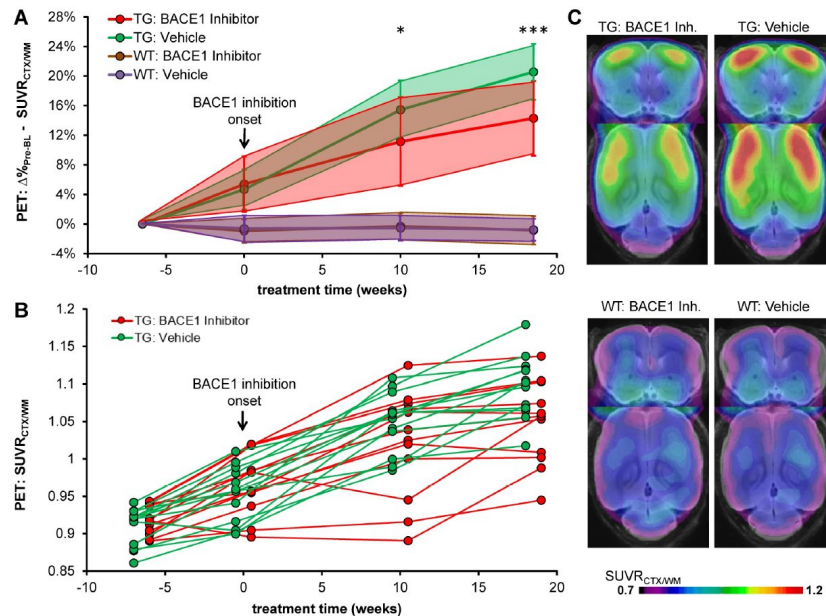 A
TG: BACE1 Inhibitor
TG: Vehicle
WT: BACE1 Inhibitor
WT: Vehicle
*
***
BACE1 inhibition
onset
PET: Δ%Pre-BL - SUVRCTX/WM
28%
24%
20%
16%
12%
8%
4%
0%
-4%
-10 -5 0 5 10 15 20
treatment time (weeks)
B
TG: BACE1 Inhibitor
TG: Vehicle
BACE1 inhibition
onset
PET: SUVRCTX/WM
1.2
1.15
1.1
1.05
1
0.95
0.9
0.85
-10 -5 0 5 10 15 20
treatment time (weeks)
C
TG: BACE1 Inh. TG: Vehicle
WT: BACE1 Inh. WT: Vehicle
SUVRCTX/WM
0.7 1.2